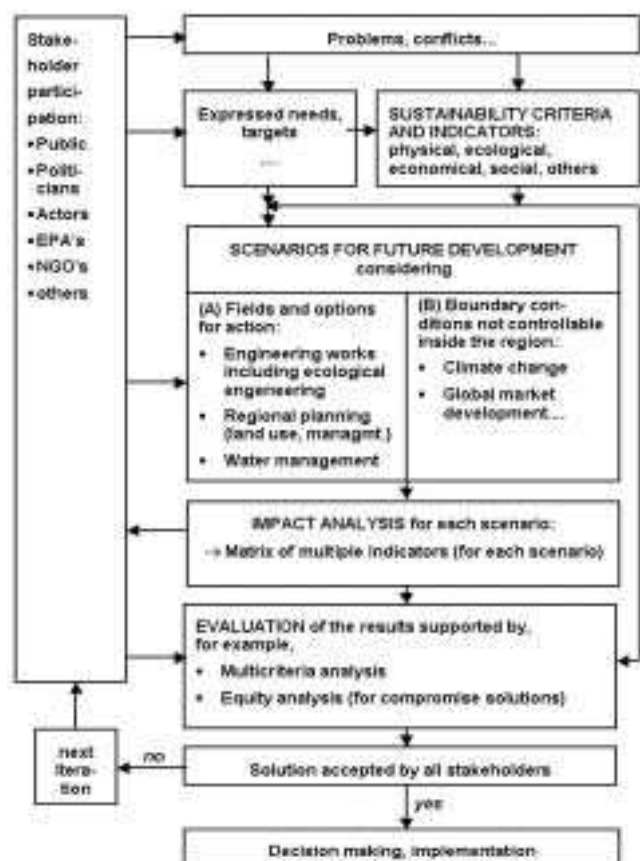 Stake-
holder
partici-
pation:
•Public
•Politi-
cians
•Actors
•EPA's
•NGO's
•others
Problems, conflicts...
Expressed needs,
targets
....
SUSTAINABILITY CRITERIA
AND INDICATORS:
physical, ecological,
economical, social, others
SCENARIOS FOR FUTURE DEVELOPMENT
considering
(A) Fields and options
for action:
• Engineering works
including ecological
engeneering
• Regional planning
(land use, managmt.)
• Water management
(B) Boundary con-
ditions not controllable
inside the region:
• Climate change
• Global market
development...
IMPACT ANALYSIS for each scenario:
→ Matrix of multiple indicators (for each scenario)
EVALUATION of the results supported by,
for example,
• Multicriteria analysis
• Equity analysis (for compromise solutions)
next
Itera-
tion
no
Solution accepted by all stakeholders
yes
Decision making, implementation